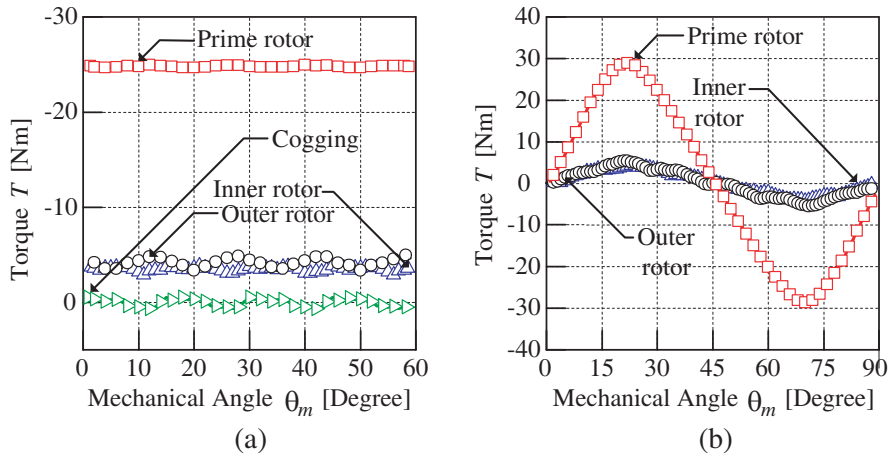 -30
-20
-10
0
Torque T [Nm]
Prime rotor
Cogging
Inner rotor
Outer rotor
0 10 20 30 40 50 60
Mechanical Angle θm [Degree]
(a)
40
30
20
10
0
-10
-20
-30
-40
Torque T [Nm]
Prime rotor
Inner
rotor
Outer
rotor
0 15 30 45 60 75 90
Mechanical Angle θm [Degree]
(b)